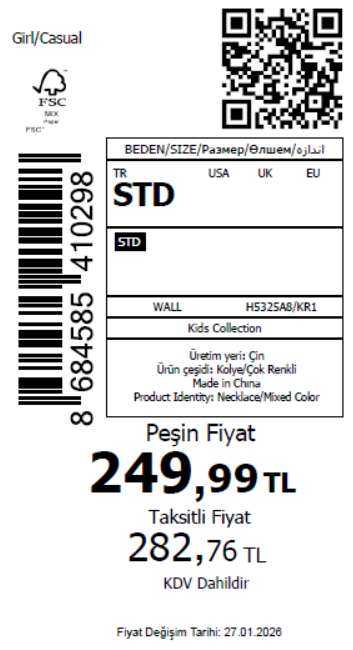 Girl/Casual
FSC
MIX
Paper
FSC™
BEDEN/SIZE/Размер/Өлшем/اندازه
TR USA UK EU
STD
STD
WALL H5325A8/KR1
Kids Collection
Üretim yeri: Çin
Ürün çeşidi: Kolye/Çok Renkli
Made in China
Product Identity: Necklace/Mixed Color
8 684585 410298
Peşin Fiyat
249,99 TL
Taksitli Fiyat
282,76 TL
KDV Dahildir
Fiyat Değişim Tarihi: 27.01.2026